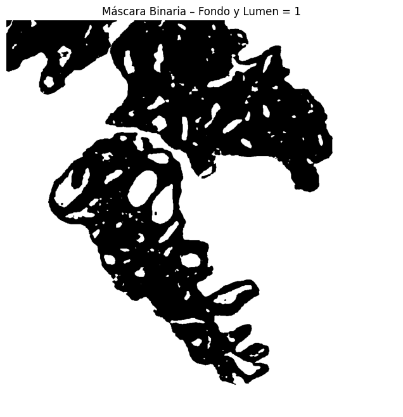 Máscara Binaria – Fondo y Lumen = 1